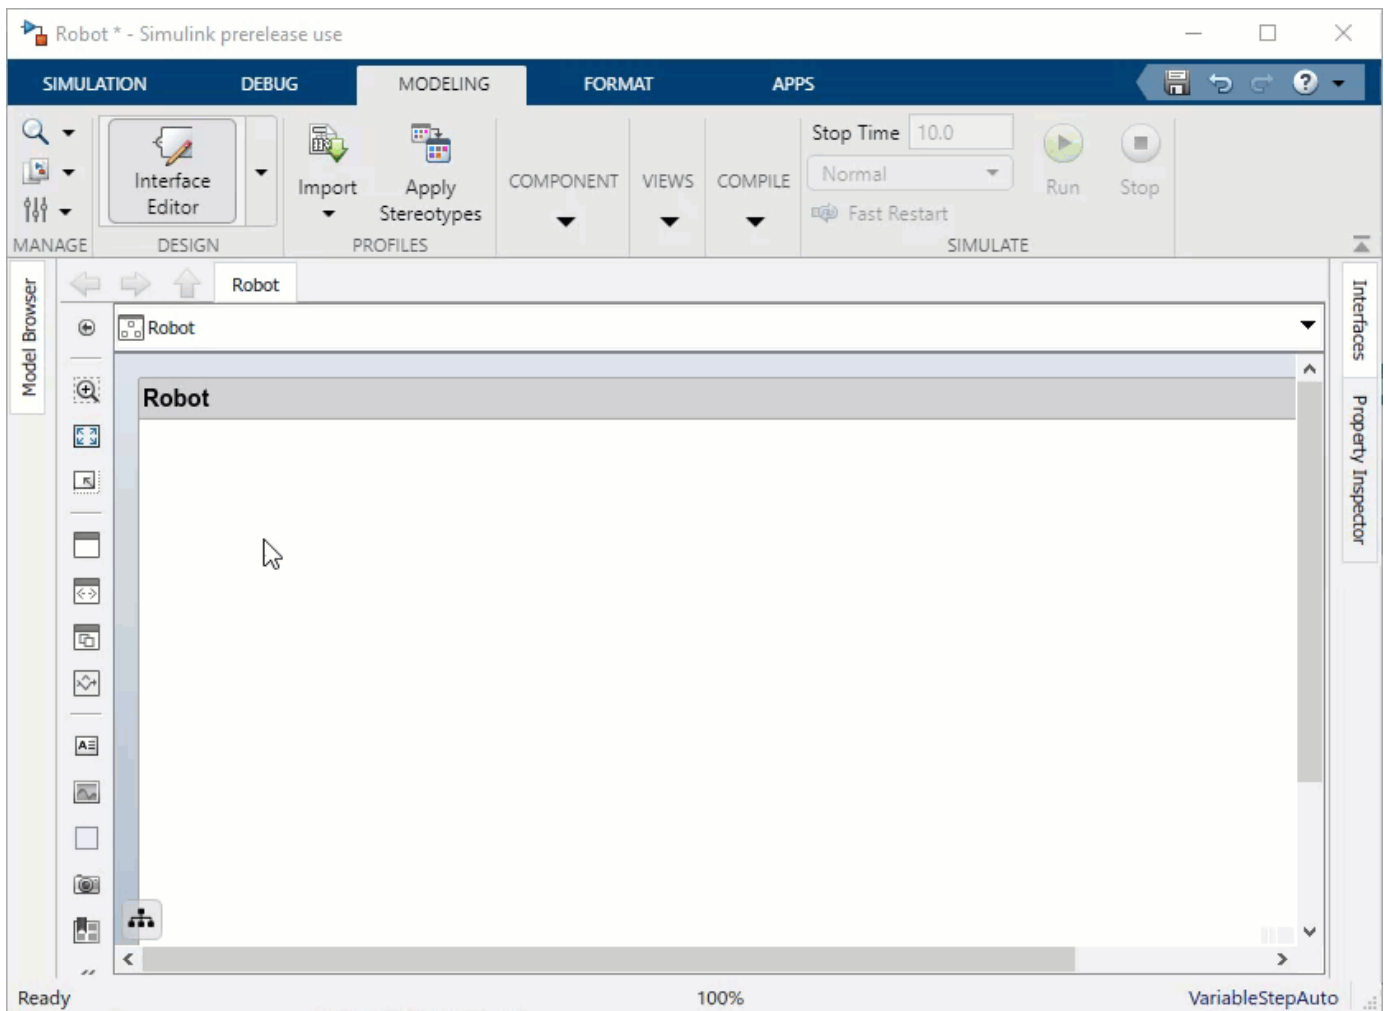 Robot * - Simulink prerelease use
SIMULATION DEBUG MODELING FORMAT APPS
Interface
Editor
Import
Apply
Stereotypes
COMPONENT
VIEWS
COMPILE
Stop Time 10.0
Normal
Fast Restart
Run
Stop
MANAGE DESIGN PROFILES SIMULATE
Model Browser
Robot
Robot
Robot
Interfaces
Property Inspector
Ready 100% VariableStepAuto